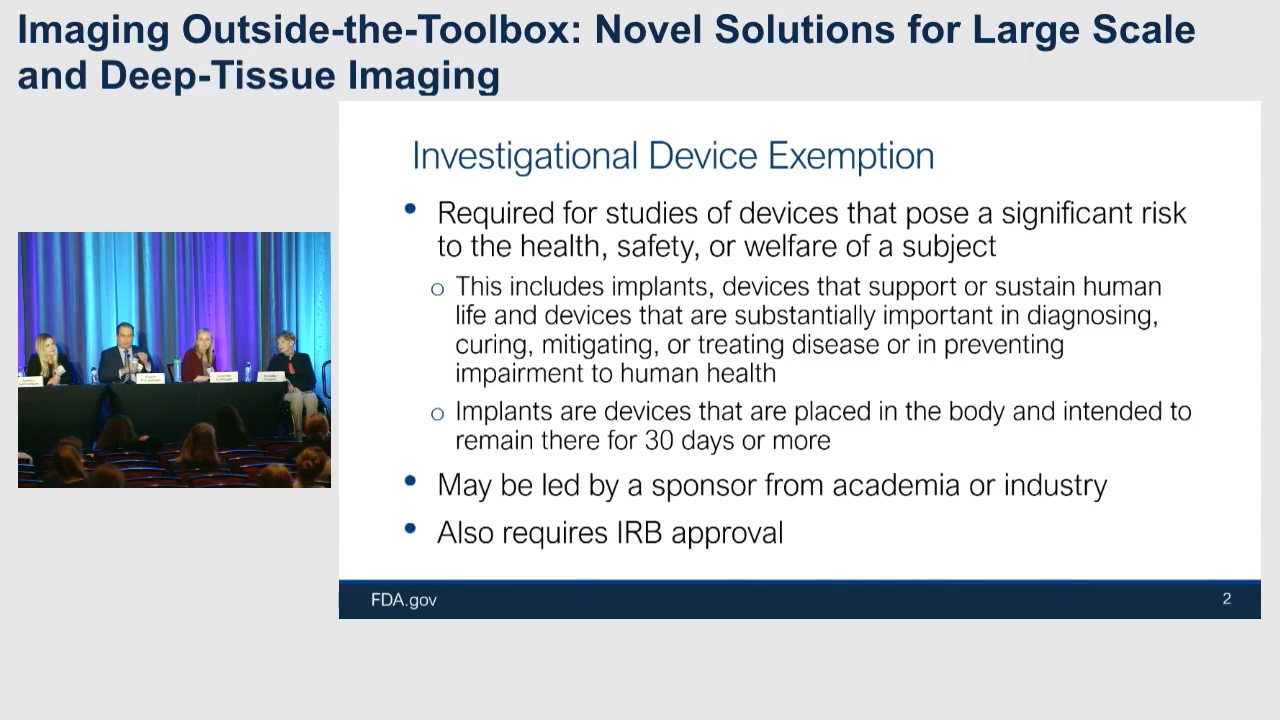 Imaging Outside-the-Toolbox: Novel Solutions for Large Scale
and Deep-Tissue Imaging
Investigational Device Exemption
• Required for studies of devices that pose a significant risk
to the health, safety, or welfare of a subject
o This includes implants, devices that support or sustain human
life and devices that are substantially important in diagnosing,
curing, mitigating, or treating disease or in preventing
impairment to human health
o Implants are devices that are placed in the body and intended to
remain there for 30 days or more
• May be led by a sponsor from academia or industry
• Also requires IRB approval
FDA.gov
2